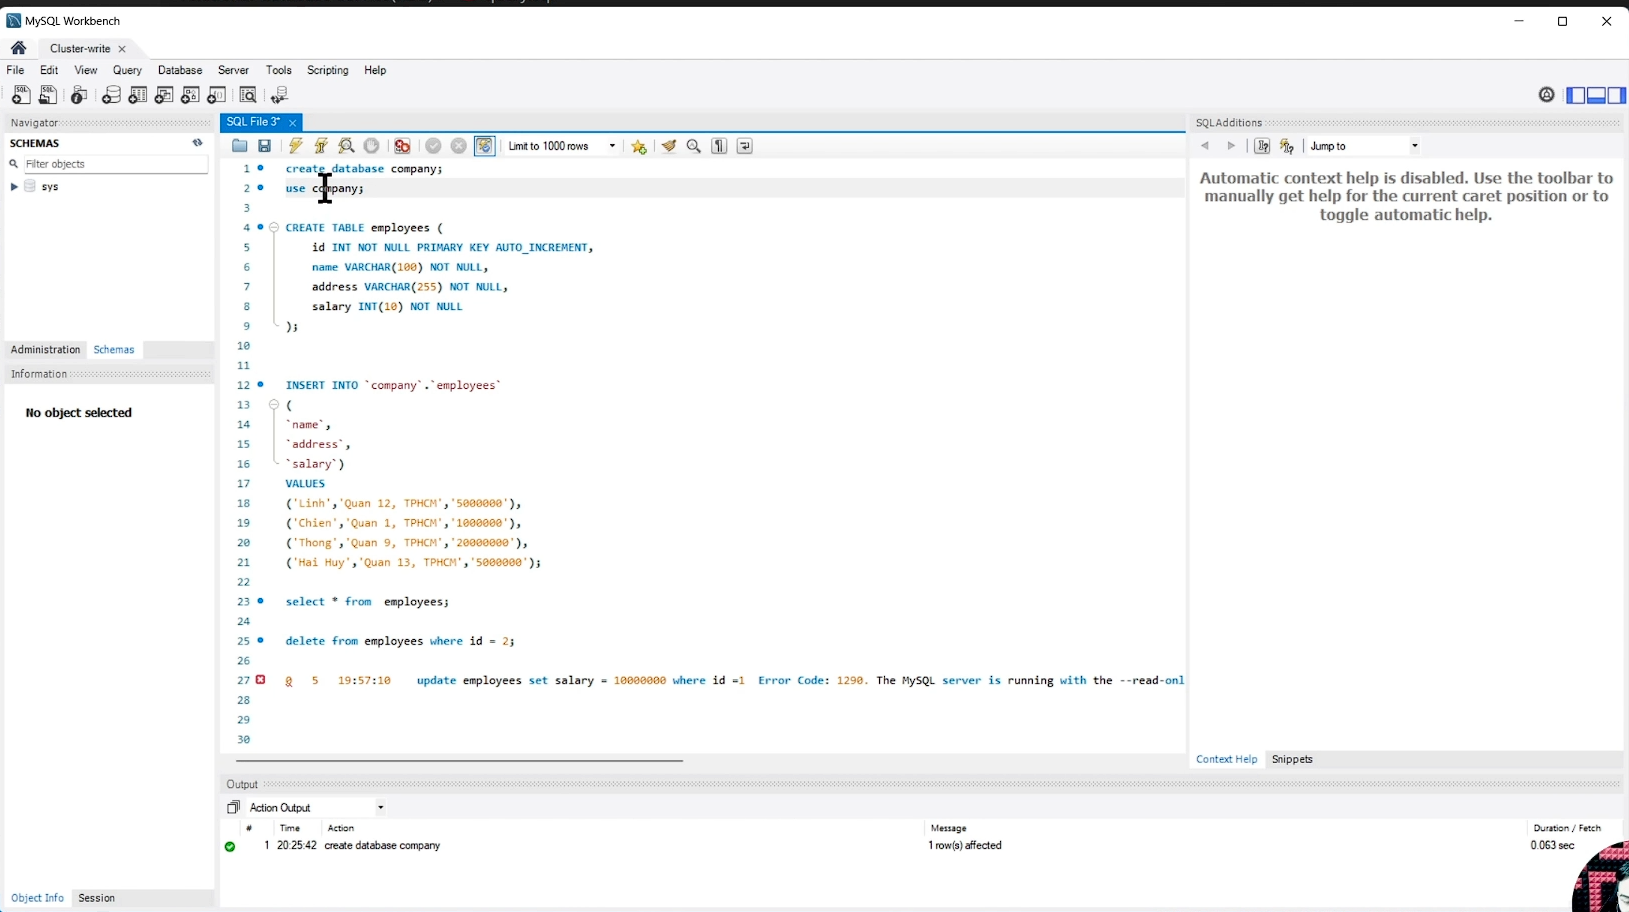 MySQL Workbench
Cluster-write
File Edit View Query Database Server Tools Scripting Help
Navigator
SCHEMAS
Filter objects
sys
Administration Schemas
Information
No object selected
Object Info Session
SQL File 3*
Limit to 1000 rows
1 create database company;
2 use company;
3
4 CREATE TABLE employees (
5 id INT NOT NULL PRIMARY KEY AUTO_INCREMENT,
6 name VARCHAR(100) NOT NULL,
7 address VARCHAR(255) NOT NULL,
8 salary INT(10) NOT NULL
9 );
10
11
12 INSERT INTO `company`.`employees`
13 (
14 `name`,
15 `address`,
16 `salary`)
17 VALUES
18 ('Linh','Quan 12, TPHCM','5000000'),
19 ('Chien','Quan 1, TPHCM','1000000'),
20 ('Thong','Quan 9, TPHCM','20000000'),
21 ('Hai Huy','Quan 13, TPHCM','5000000');
22
23 select * from employees;
24
25 delete from employees where id = 2;
26
27 0 5 19:57:10 update employees set salary = 10000000 where id =1 Error Code: 1290. The MySQL server is running with the --read-onl
28
29
30
SQLAdditions
Jump to
Automatic context help is disabled. Use the toolbar to
manually get help for the current caret position or to
toggle automatic help.
Context Help Snippets
Output
Action Output
# Time Action Message Duration / Fetch
1 20:25:42 create database company 1 row(s) affected 0.063 sec